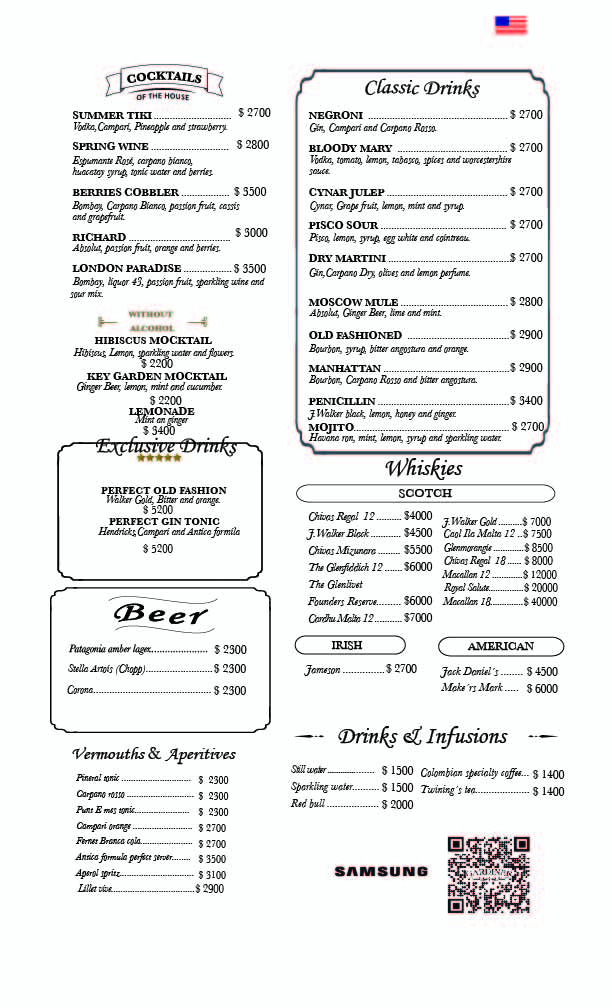 COCKTAILS
OF THE HOUSE
SUMMER TIKI ........................ $ 2700
Vodka, Campari, Pineapple and strawberry.
SPRING WINE ........................ $ 2800
Espumante Rosé, carpano bianco,
huacatay syrup, tonic water and berries.
BERRIES COBBLER ............... $ 3500
Bombay, Carpano Bianco, passion fruit, cassis
and grapefruit.
RICHARD ............................... $ 3000
Absolut, passion fruit, orange and berries.
LONDON PARADISE ............... $ 3500
Bombay, liquor 43, passion fruit, sparkling wine and
sour mix.
WITHOUT
ALCOHOL
HIBISCUS MOCKTAIL
Hibiscus, Lemon, sparkling water and flowers.
$ 2200
KEY GARDEN MOCKTAIL
Ginger Beer, lemon, mint and cucumber.
$ 2200
LEMONADE
Mint an ginger
$ 3400
Exclusive Drinks
PERFECT OLD FASHION
Walker Gold, Bitter and orange.
$ 5200
PERFECT GIN TONIC
Hendricks, Campari and Antica formila
$ 5200
Beer
Patagonia amber lagex...................... $ 2300
Stella Artois (Chopp)........................ $ 2300
Corona............................................ $ 2300
Vermouths & Aperitives
Pineral tonic .............................. $ 2300
Carpano rosso ............................. $ 2300
Punt E mes tonic........................ $ 2300
Campari orange .......................... $ 2700
Fernet Branca cola...................... $ 2700
Antica formula perfect server........ $ 3500
Aperol spritz................................ $ 3100
Lillet vive.................................... $ 2900
Classic Drinks
NEGRONI .......................................... $ 2700
Gin, Campari and Carpano Rosso.
BLOODY MARY ................................. $ 2700
Vodka, tomato, lemon, tabasco, spices and worcestershire
sauce.
CYNAR JULEP .................................... $ 2700
Cynar, Grape fruit, lemon, mint and syrup.
PISCO SOUR ...................................... $ 2700
Pisco, lemon, syrup, egg white and cointreau.
DRY MARTINI .................................... $ 2700
Gin, Carpano Dry, olives and lemon perfume.
MOSCOW MULE ................................ $ 2800
Absolut, Ginger Beer, lime and mint.
OLD FASHIONED .............................. $ 2900
Bourbon, syrup, bitter angostura and orange.
MANHATTAN ..................................... $ 2900
Bourbon, Carpano Rosso and bitter angostura.
PENICILLIN ....................................... $ 3400
J.Walker black, lemon, honey and ginger.
MOJITO.............................................. $ 2700
Havana ron, mint, lemon, syrup and sparkling water.
Whiskies
SCOTCH
Chivas Regal 12 .......... $4000
J.Walker Black ............ $4500
Chivas Mizunara ......... $5500
The Glenfiddich 12 ...... $6000
The Glenlivet
Founders Reserve......... $6000
Cardhu Malta 12........... $7000
J.Walker Gold ..........$ 7000
Caol Ila Malta 12 ..$ 7500
Glenmorangie .............$ 8500
Chivas Regal 18 ...... $ 8000
Macallan 12 .............$ 12000
Royal Salute..............$ 20000
Macallan 18.............$ 40000
IRISH
Jameson ................ $ 2700
AMERICAN
Jack Daniel´s ........ $ 4500
Make´rs Mark ..... $ 6000
Drinks & Infusions
Still water .................. $ 1500
Sparkling water.......... $ 1500
Red bull ................... $ 2000
Colombian specialty coffee... $ 1400
Twining´s tea.................... $ 1400
SAMSUNG